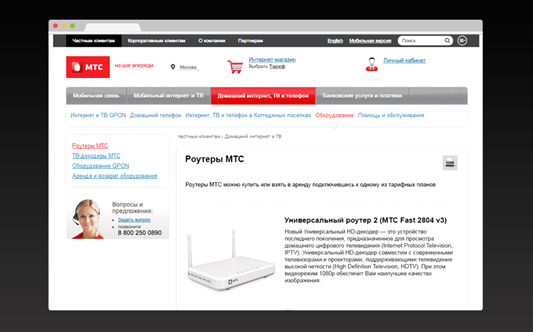 Частным клиентам Корпоративным клиентам О компании Партнерам English Мобильная версия Поиск
МТС на шаг впереди Москва Интернет-магазин Личный кабинет
Выбрать Тариф
Мобильная связь Мобильный интернет и ТВ Домашний интернет, ТВ и телефон Банковские услуги и платежи
Интернет и ТВ GPON Домашний телефон Интернет, ТВ и телефон в Коттеджных поселках Оборудование Помощь и обслуживание
Частным клиентам Домашний интернет и ТВ
Роутеры МТС
ТВ-декодеры МТС
Оборудование GPON
Аренда и возврат оборудования
Вопросы и
предложения:
Задать вопрос
позвоните
8 800 250 0890
Роутеры МТС
Роутеры МТС можно купить или взять в аренду подключившись к одному из тарифных планов
Универсальный роутер 2 (МТС Fast 2804 v3)
Новый Универсальный HD-декодер — это устройство
последнего поколения, предназначенное для просмотра
домашнего цифрового телевидения (Internet Protocol Television,
IPTV). Универсальный HD-декодер совместим с современными
телевизорами и проекторами, поддерживающими телевидение
высокой четкости (High Definition Television, HDTV). При этом
видеорежим 1080p обеспечит Вам наилучшее качество
изображения.